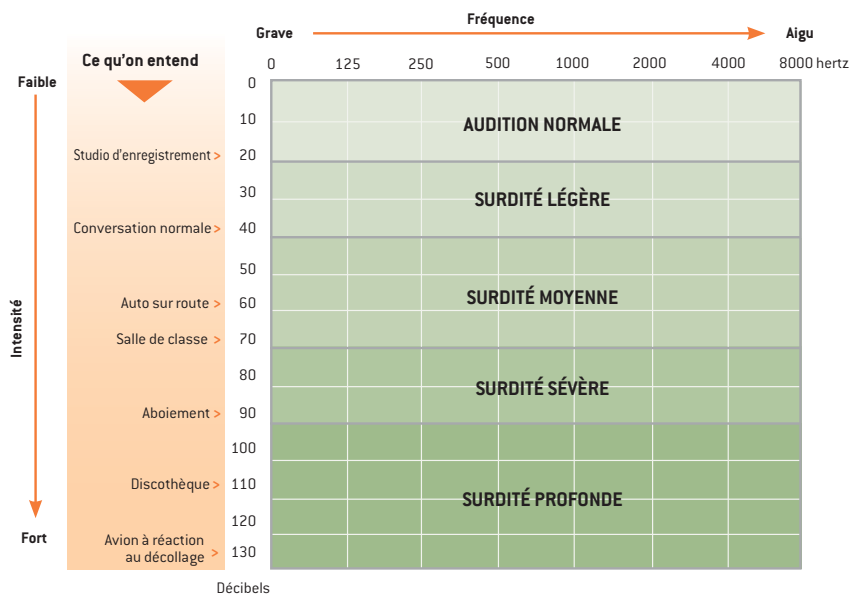 Fréquence
Grave
Aigu
Ce qu'on entend
0 125 250 500 1000 2000 4000 8000 hertz
Faible
0
10
AUDITION NORMALE
Studio d'enregistrement > 20
30
SURDITÉ LÉGÈRE
Conversation normale > 40
50
Intensité
SURDITÉ MOYENNE
Auto sur route > 60
Salle de classe > 70
80
SURDITÉ SÉVÈRE
Aboiement > 90
100
Discothèque > 110
SURDITÉ PROFONDE
120
Fort
Avion à réaction
au décollage > 130
Décibels